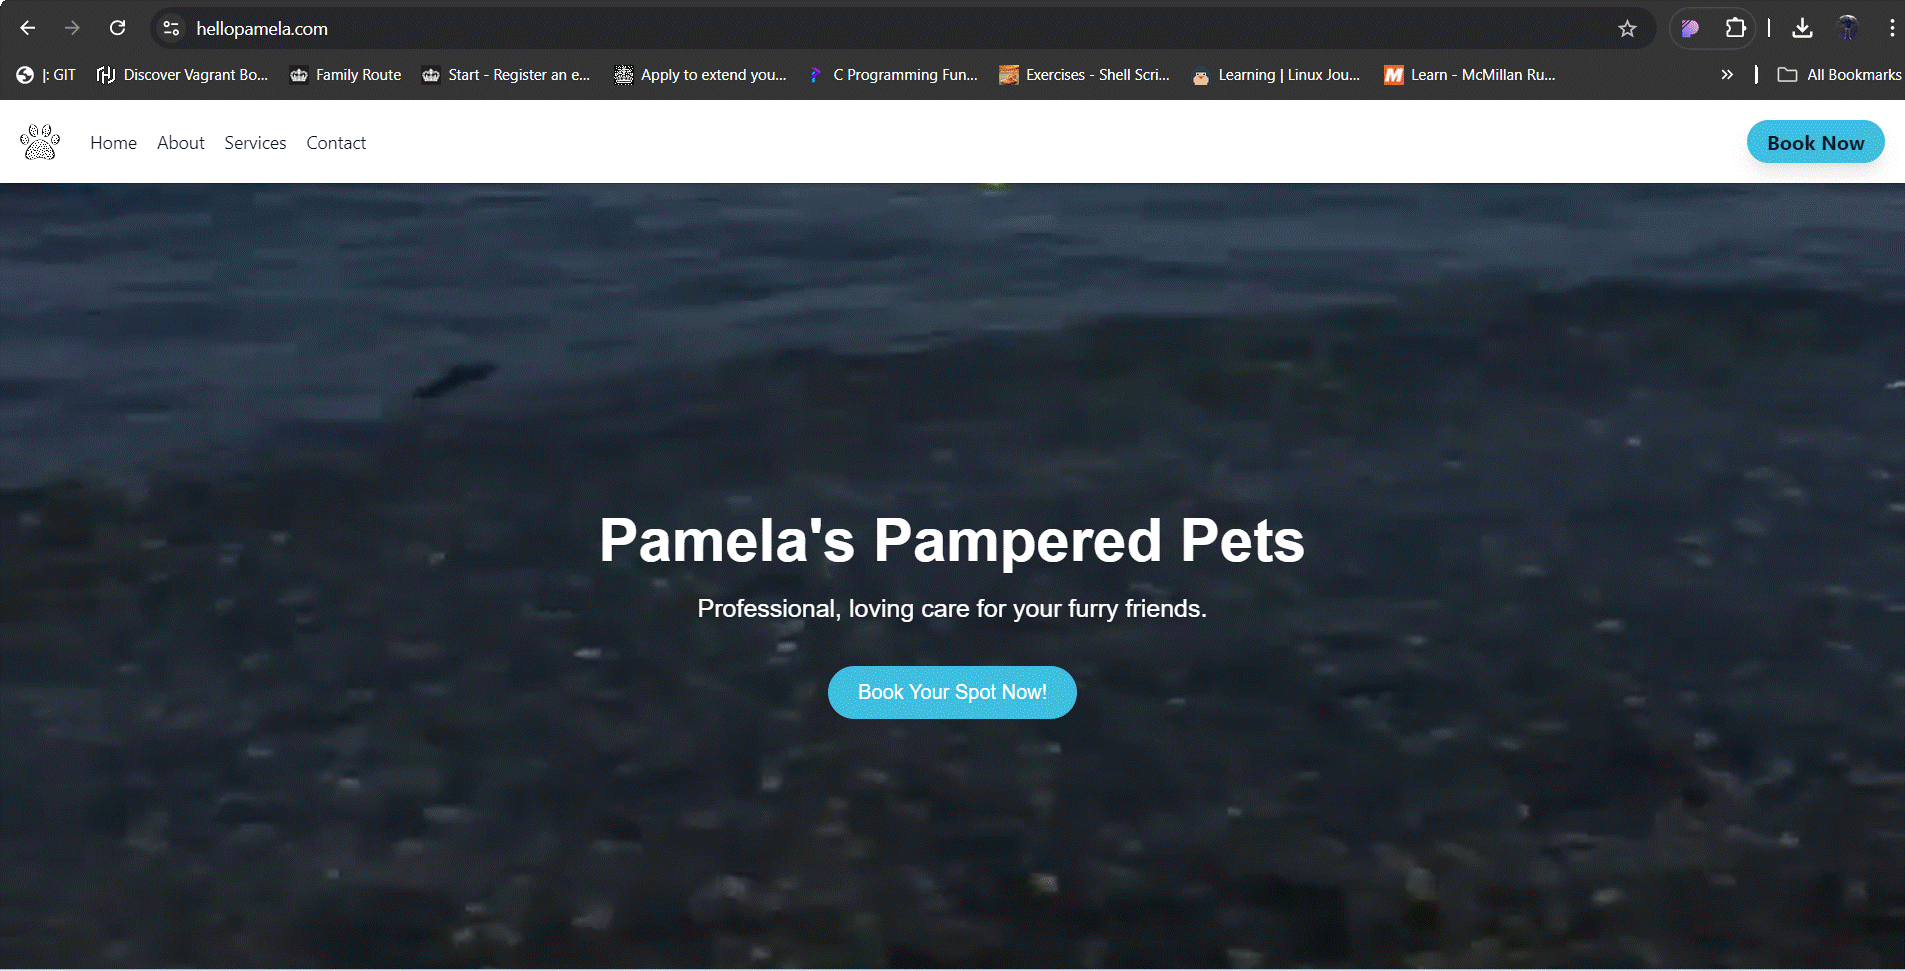 hellopamela.com
|: GIT
Discover Vagrant Bo...
Family Route
Start - Register an e...
Apply to extend you...
C Programming Fun...
Exercises - Shell Scri...
Learning | Linux Jou...
Learn - McMillan Ru...
All Bookmarks
Home
About
Services
Contact
Book Now
Pamela's Pampered Pets
Professional, loving care for your furry friends.
Book Your Spot Now!